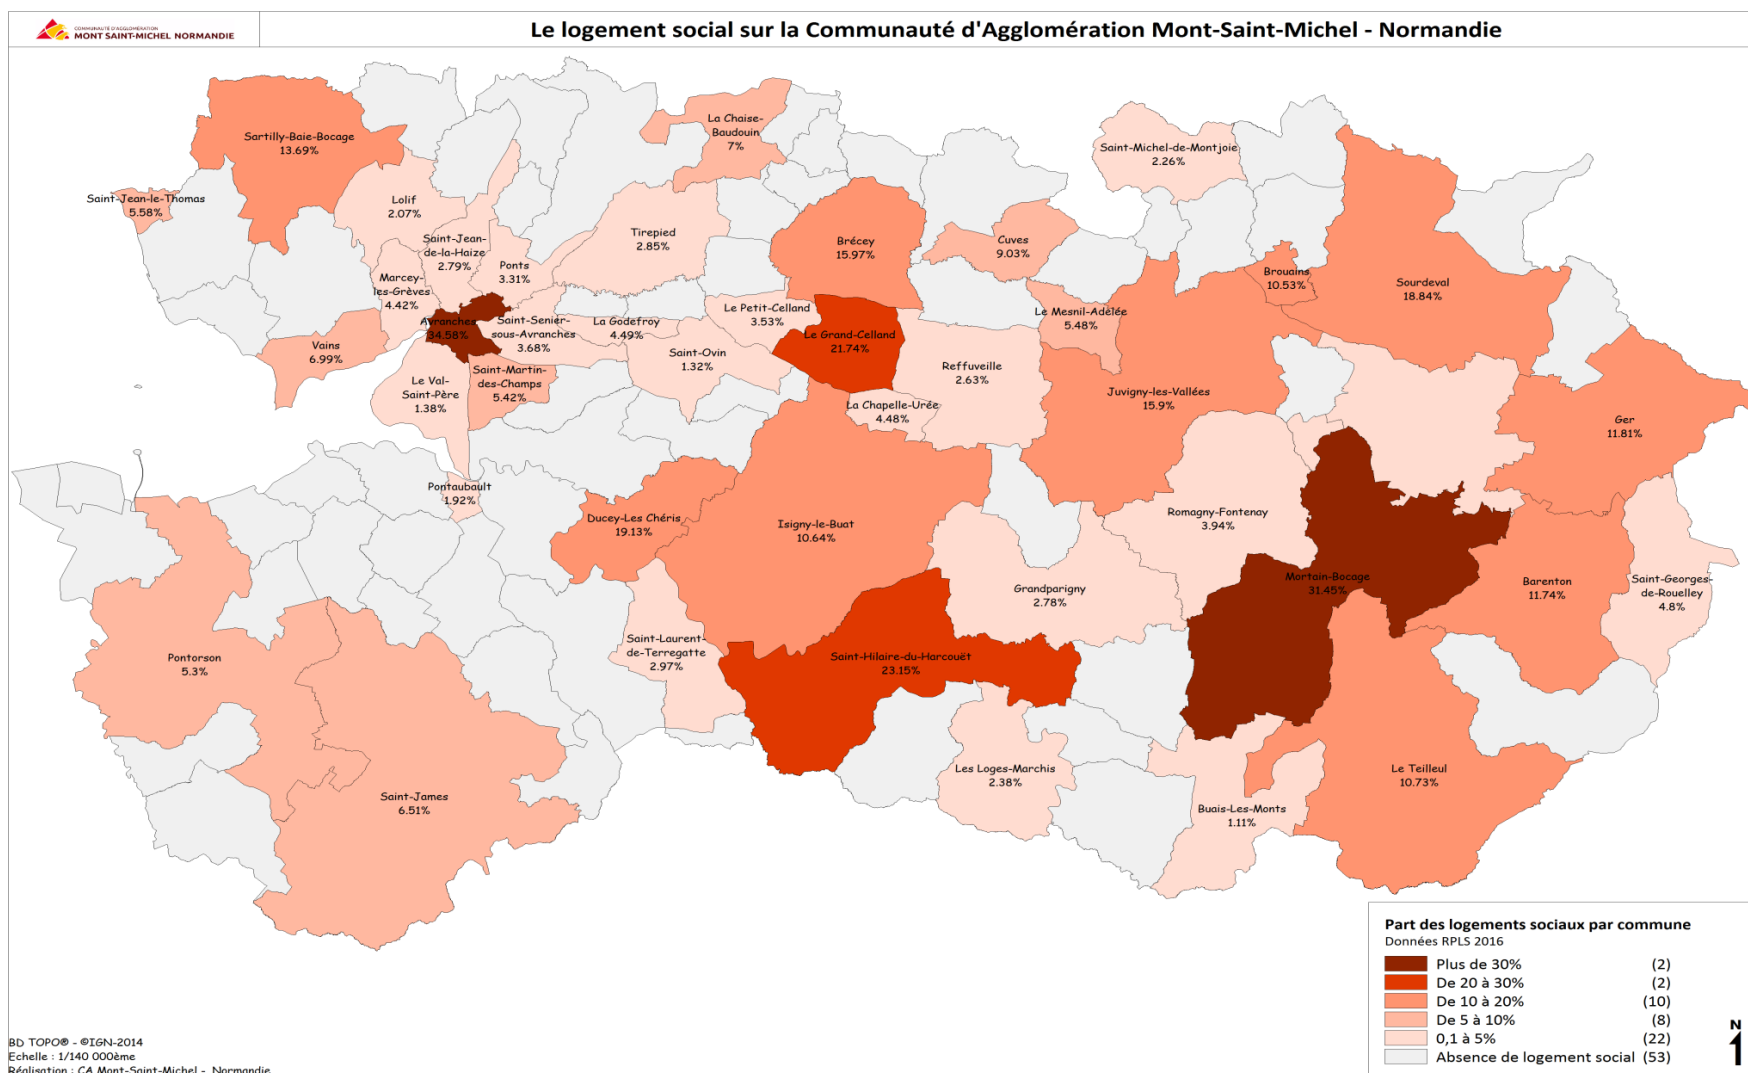 COMMUNAUTÉ D'AGGLOMÉRATION
MONT SAINT-MICHEL NORMANDIE
Le logement social sur la Communauté d'Agglomération Mont-Saint-Michel - Normandie
Sartilly-Baie-Bocage
13.69%
La Chaise-
Baudouin
7%
Saint-Michel-de-Montjoie
2.26%
Saint-Jean-le-Thomas
5.58%
Lolif
2.07%
Saint-Jean-
de-la-Haize
2.79%
Tirepied
2.85%
Brécey
15.97%
Cuves
9.03%
Ponts
3.31%
Marcey-
les-Grèves
4.42%
Brouains
10.53%
Sourdeval
18.84%
Avranches
34.58%
Saint-Senier-
sous-Avranches
3.68%
La Godefroy
4.49%
Le Petit-Celland
3.53%
Le Grand-Celland
21.74%
Le Mesnil-Adélée
5.48%
Vains
6.99%
Saint-Ovin
1.32%
Reffuveille
2.63%
Saint-Martin-
des-Champs
5.42%
Le Val-
Saint-Père
1.38%
La Chapelle-Urée
4.48%
Juvigny-les-Vallées
15.9%
Ger
11.81%
Pontaubault
1.92%
Ducey-Les Chéris
19.13%
Isigny-le-Buat
10.64%
Romagny-Fontenay
3.94%
Mortain-Bocage
31.45%
Barenton
11.74%
Saint-Georges-
de-Rouelley
4.8%
Grandparigny
2.78%
Saint-Laurent-
de-Terregatte
2.97%
Saint-Hilaire-du-Harcouët
23.15%
Pontorson
5.3%
Les Loges-Marchis
2.38%
Le Teilleul
10.73%
Saint-James
6.51%
Buais-Les-Monts
1.11%
Part des logements sociaux par commune
Données RPLS 2016
Plus de 30% (2)
De 20 à 30% (2)
De 10 à 20% (10)
De 5 à 10% (8)
0,1 à 5% (22)
Absence de logement social (53)
N
BD TOPO® - ©IGN-2014
Echelle : 1/140 000ème
Réalisation : CA Mont-Saint-Michel - Normandie